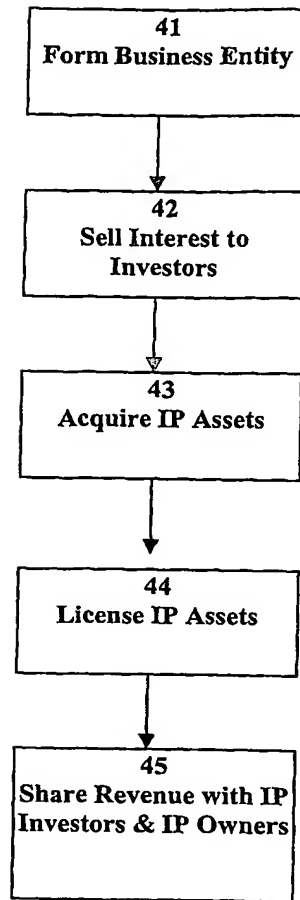 41
Form Business Entity
42
Sell Interest to
Investors
43
Acquire IP Assets
44
License IP Assets
45
Share Revenue with IP
Investors & IP Owners